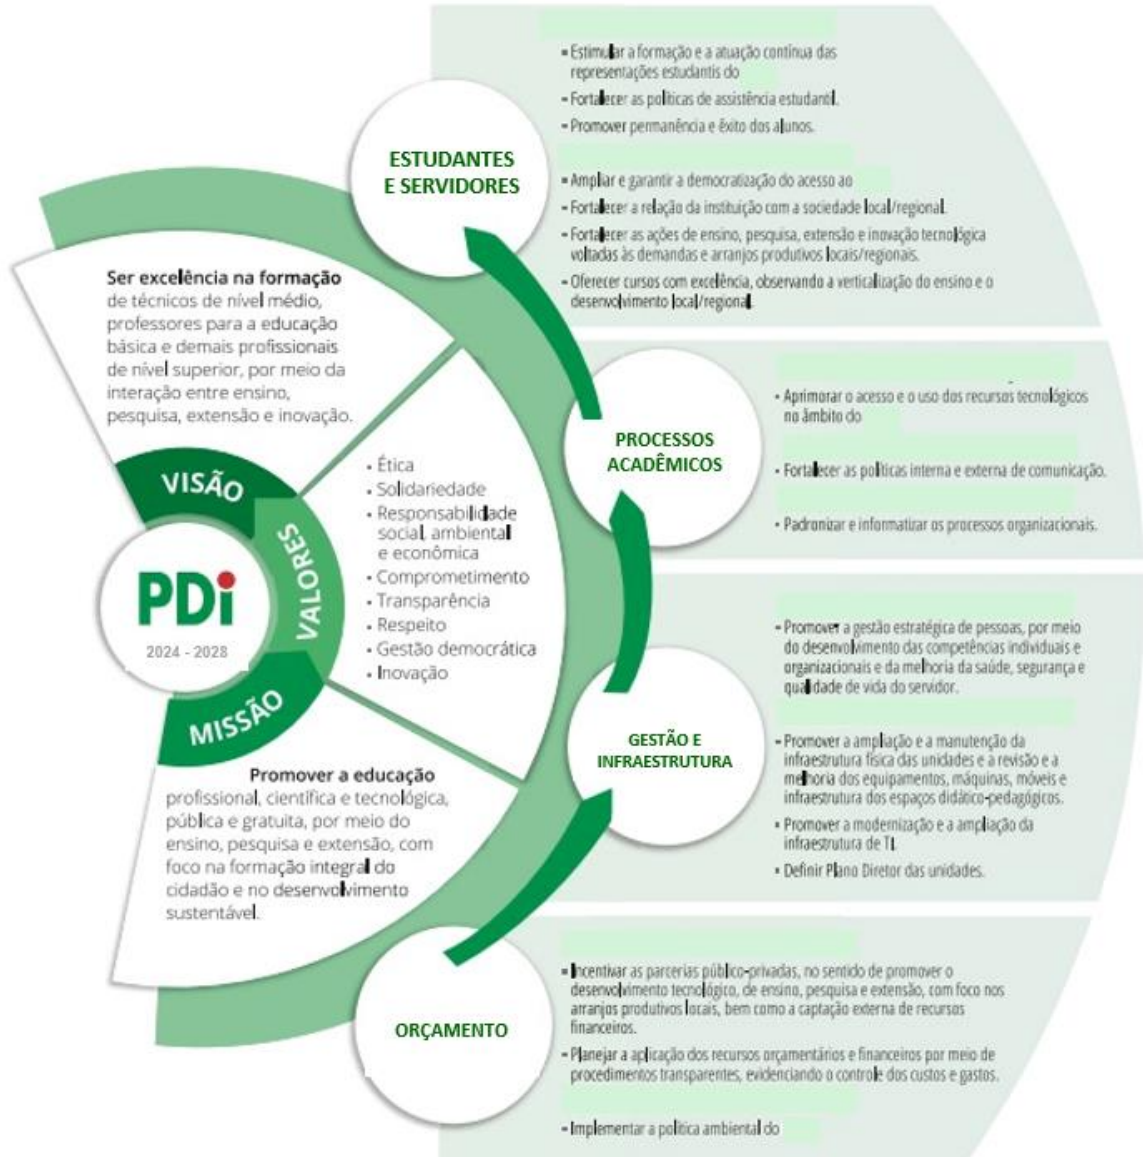 - Estimular a formação e a atuação contínua das
representações estudantis do
- Fortalecer as políticas de assistência estudantil.
- Promover permanência e êxito dos alunos.
ESTUDANTES
E SERVIDORES
- Ampliar e garantir a democratização do acesso ao
- Fortalecer a relação da instituição com a sociedade local/regional.
- Fortalecer as ações de ensino, pesquisa, extensão e inovação tecnológica
voltadas às demandas e arranjos produtivos locais/regionais.
- Oferecer cursos com excelência, observando a verticalização do ensino e o
desenvolvimento local/regional.
Ser excelência na formação
de técnicos de nível médio,
professores para a educação
básica e demais profissionais
de nível superior, por meio da
interação entre ensino,
pesquisa, extensão e inovação.
VISÃO
• Ética
• Solidariedade
• Responsabilidade
social, ambiental
e econômica
• Comprometimento
• Transparência
• Respeito
• Gestão democrática
• Inovação
VALORES
PDi
2024 - 2028
MISSÃO
Promover a educação
profissional, científica e tecnológica,
pública e gratuita, por meio do
ensino, pesquisa e extensão, com
foco na formação integral do
cidadão e no desenvolvimento
sustentável.
PROCESSOS
ACADÊMICOS
• Aprimorar o acesso e o uso dos recursos tecnológicos
no âmbito do
• Fortalecer as políticas interna e externa de comunicação.
• Padronizar e informatizar os processos organizacionais.
GESTÃO E
INFRAESTRUTURA
- Promover a gestão estratégica de pessoas, por meio
do desenvolvimento das competências individuais e
organizacionais e da melhoria da saúde, segurança e
qualidade de vida do servidor.
- Promover a ampliação e a manutenção da
infraestrutura física das unidades e a revisão e a
melhoria dos equipamentos, máquinas, móveis e
infraestrutura dos espaços didático-pedagógicos.
• Promover a modernização e a ampliação da
infraestrutura de TI.
• Definir Plano Diretor das unidades.
ORÇAMENTO
- Incentivar as parcerias público-privadas, no sentido de promover o
desenvolvimento tecnológico, de ensino, pesquisa e extensão, com foco nos
arranjos produtivos locais, bem como a captação externa de recursos
financeiros.
- Planejar a aplicação dos recursos orçamentários e financeiros por meio de
procedimentos transparentes, evidenciando o controle dos custos e gastos.
- Implementar a política ambiental do